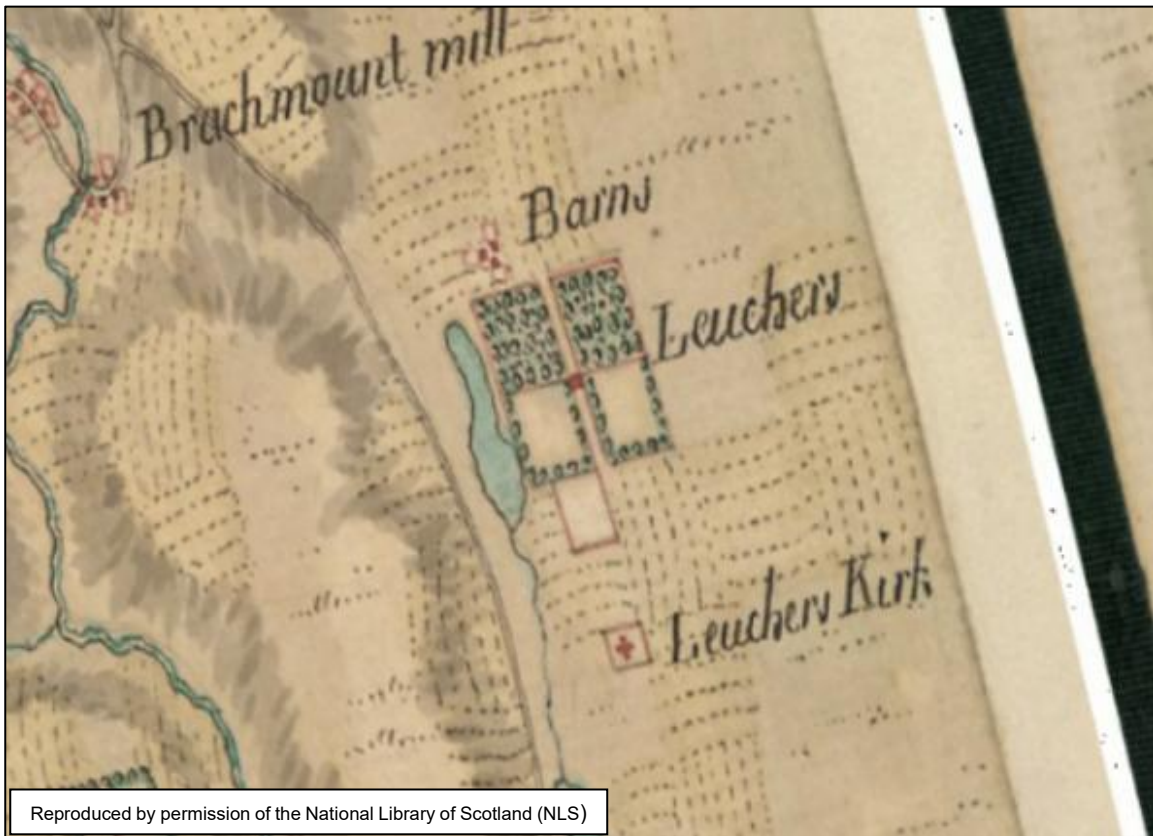 Brachmount mill
Barns
Leuchers
Leuchers Kirk
Reproduced by permission of the National Library of Scotland (NLS)